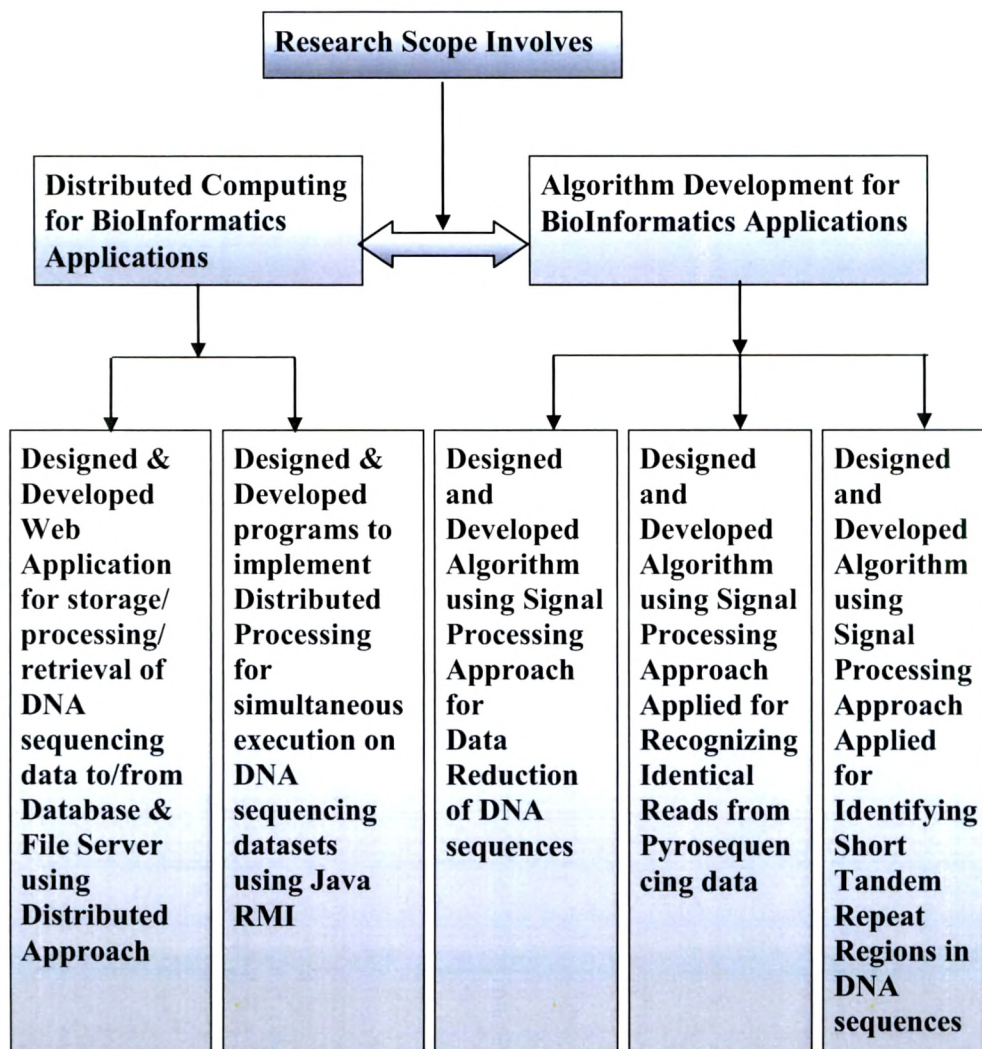 Research Scope Involves
Distributed Computing
for BioInformatics
Applications
Algorithm Development for
BioInformatics Applications
Designed &
Developed
Web
Application
for storage/
processing/
retrieval of
DNA
sequencing
data to/from
Database &
File Server
using
Distributed
Approach
Designed &
Developed
programs to
implement
Distributed
Processing
for
simultaneous
execution on
DNA
sequencing
datasets
using Java
RMI
Designed
and
Developed
Algorithm
using Signal
Processing
Approach
for
Data
Reduction
of DNA
sequences
Designed
and
Developed
Algorithm
using Signal
Processing
Approach
Applied for
Recognizing
Identical
Reads from
Pyrosequen
cing data
Designed
and
Developed
Algorithm
using
Signal
Processing
Approach
Applied
for
Identifying
Short
Tandem
Repeat
Regions in
DNA
sequences